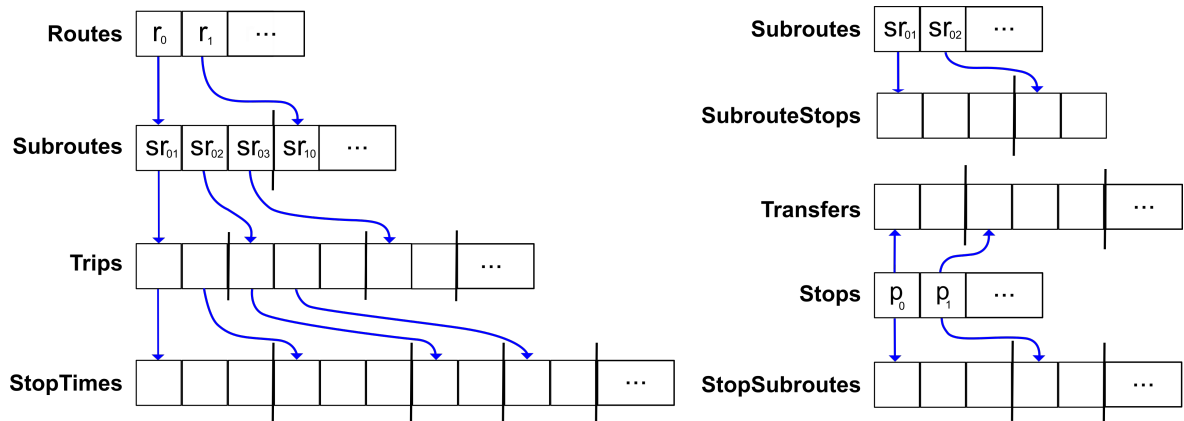 Routes r₀ r₁ ...
Subroutes sr₀₁ sr₀₂ sr₀₃ sr₁₀ ...
Trips ...
StopTimes ...
Subroutes sr₀₁ sr₀₂ ...
SubrouteStops
Transfers ...
Stops p₀ p₁ ...
StopSubroutes ...